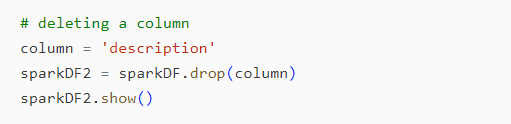 # deleting a column
column = 'description'
sparkDF2 = sparkDF.drop(column)
sparkDF2.show()